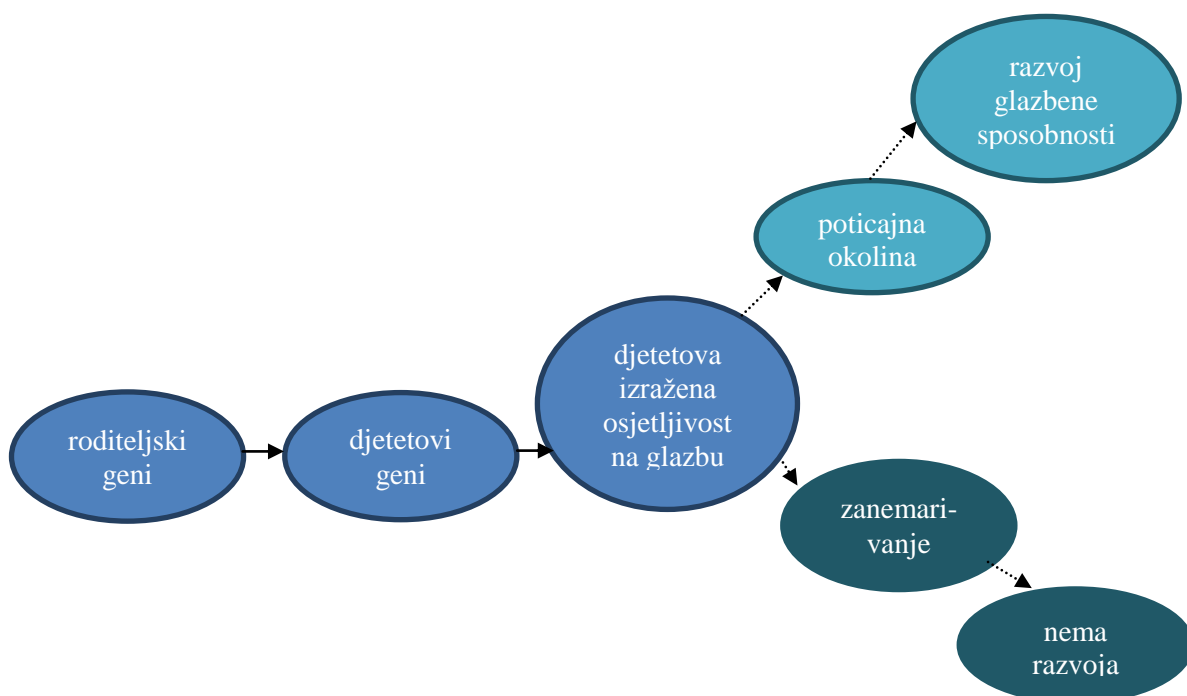 roditeljski
geni
djetetovi
geni
djetetova
izražena
osjetljivost
na glazbu
poticajna
okolina
razvoj
glazbene
sposobnosti
zanemari-
vanje
nema
razvoja